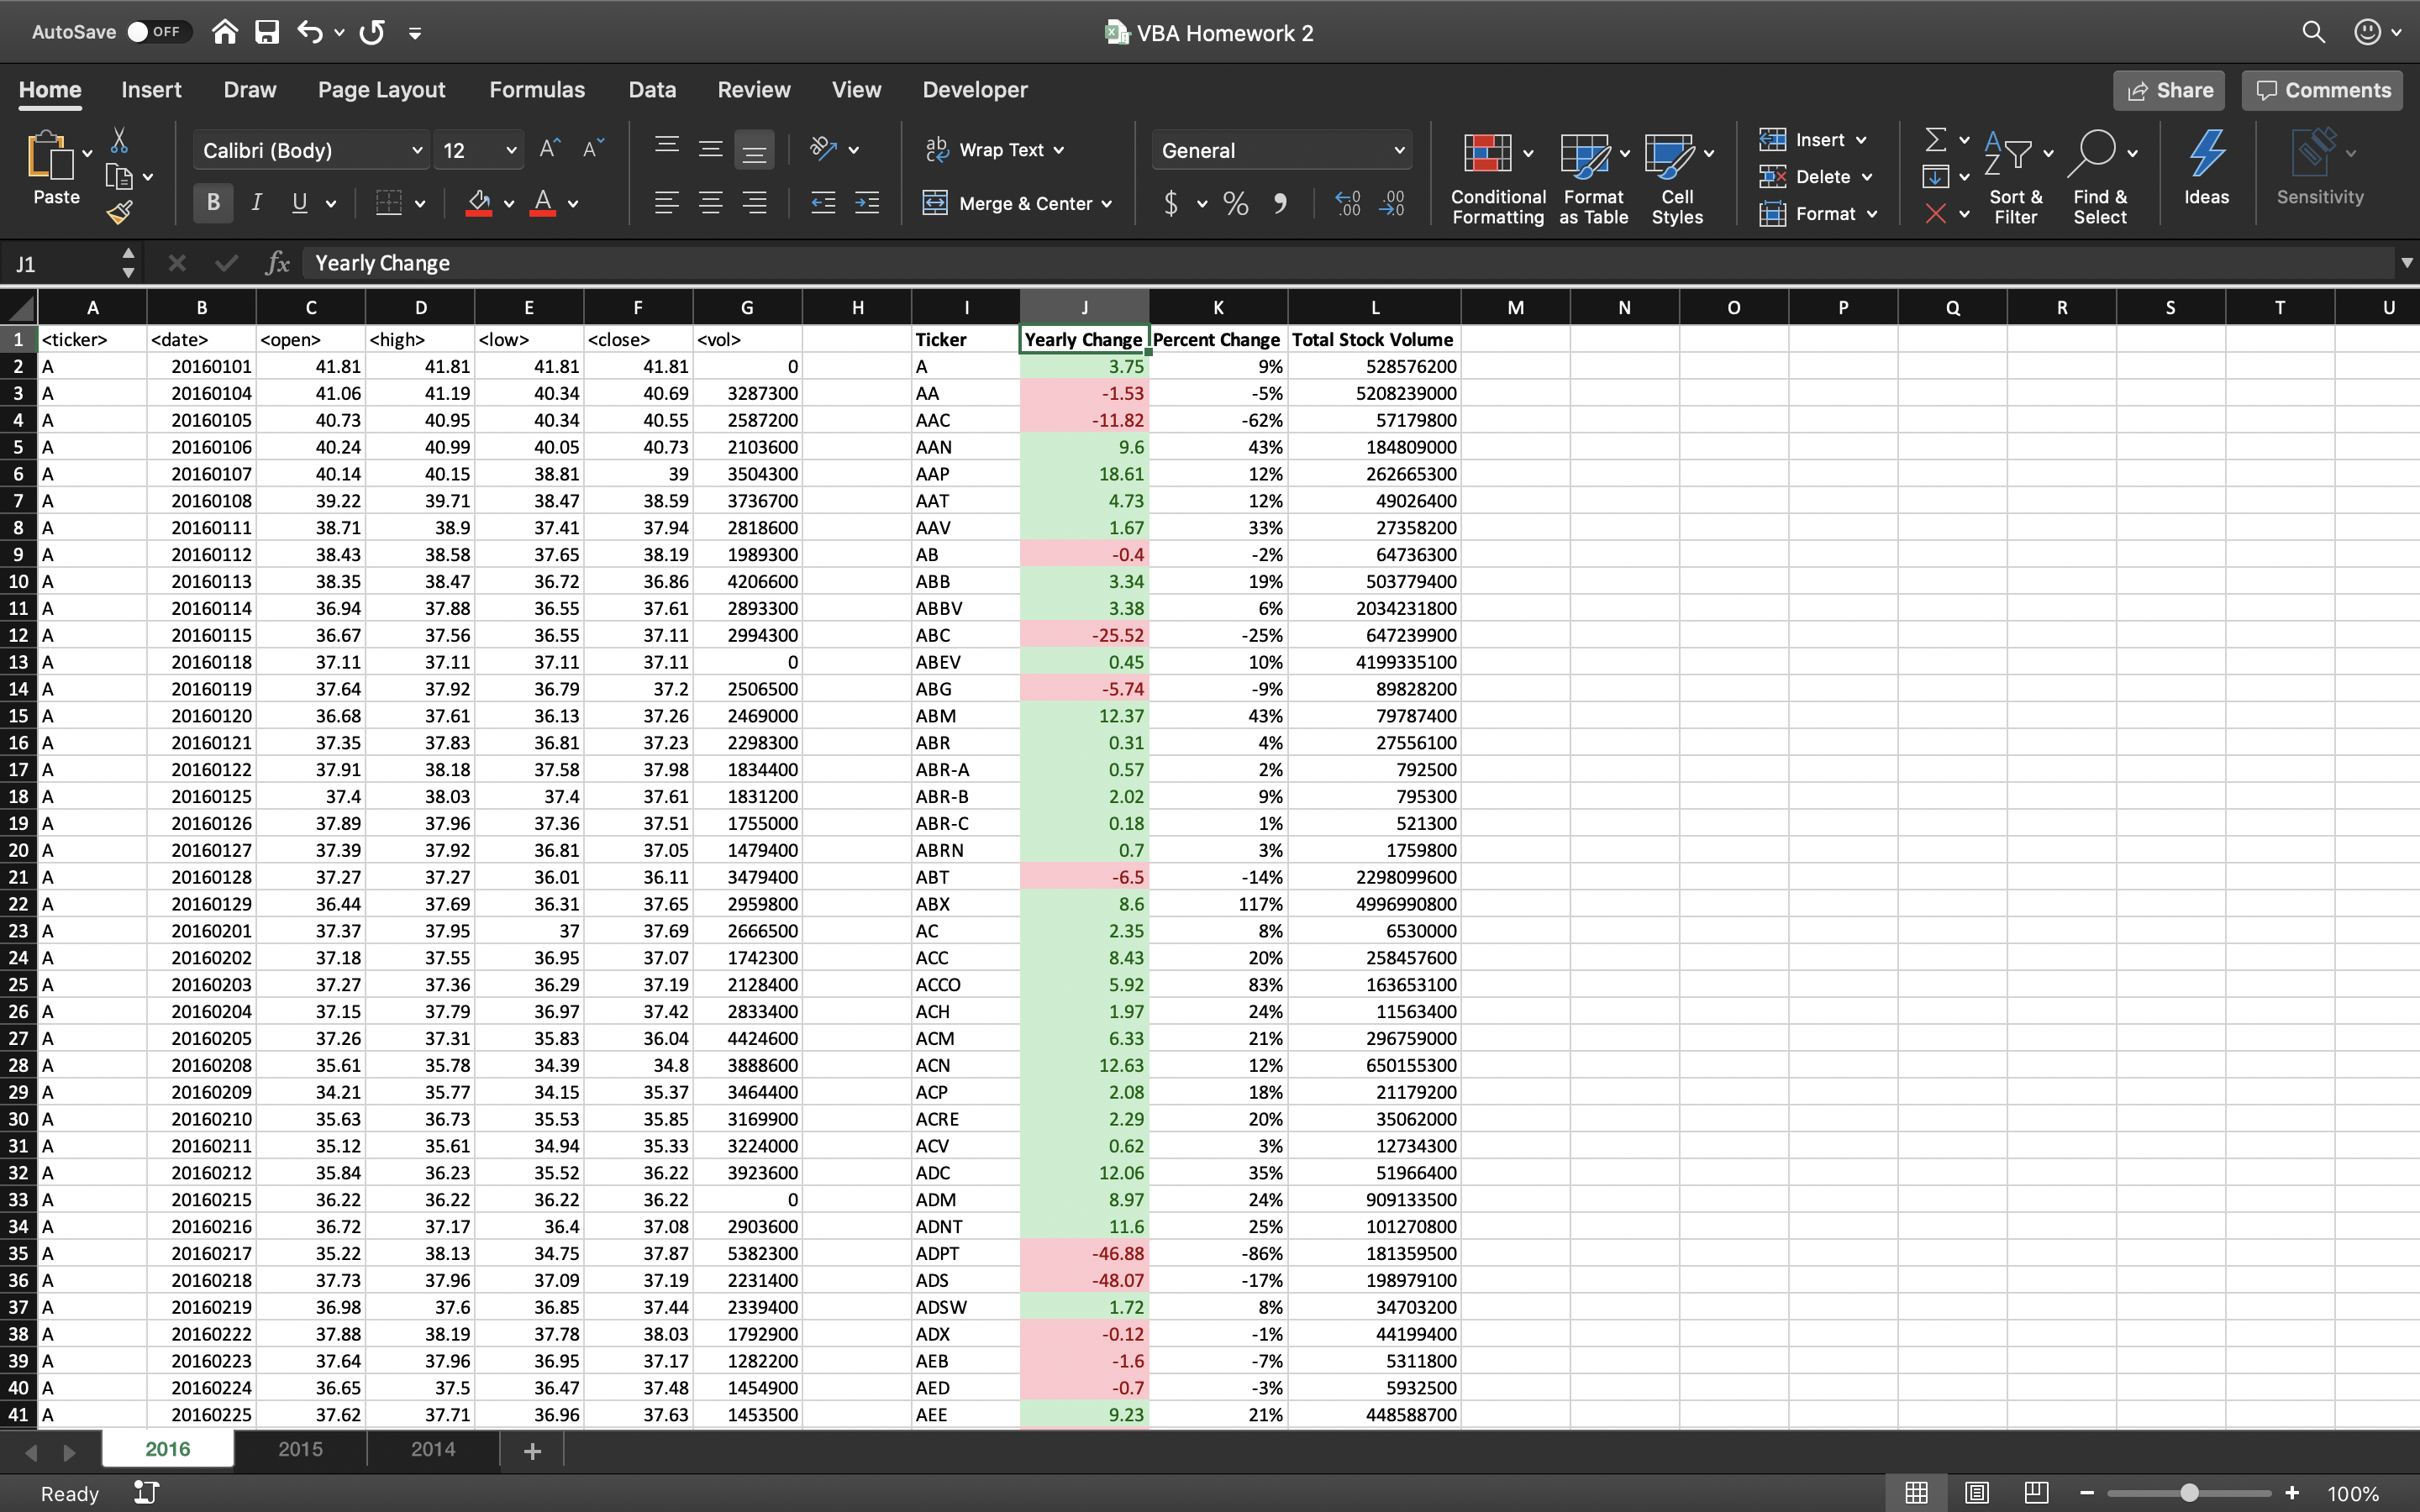 AutoSave OFF VBA Homework 2
Home Insert Draw Page Layout Formulas Data Review View Developer Share Comments
Paste Calibri (Body) 12 Wrap Text General Insert
B I U Merge & Center $ % Conditional Formatting Format as Table Cell Styles Delete Format Sort & Filter Find & Select Ideas Sensitivity
J1 fx Yearly Change
A B C D E F G H I J K L M N O P Q R S T U
1 <ticker> <date> <open> <high> <low> <close> <vol> Ticker Yearly Change Percent Change Total Stock Volume
2 A 20160101 41.81 41.81 41.81 41.81 0 A 3.75 9% 528576200
3 A 20160104 41.06 41.19 40.34 40.69 3287300 AA -1.53 -5% 5208239000
4 A 20160105 40.73 40.95 40.34 40.55 2587200 AAC -11.82 -62% 57179800
5 A 20160106 40.24 40.99 40.05 40.73 2103600 AAN 9.6 43% 184809000
6 A 20160107 40.14 40.15 38.81 39 3504300 AAP 18.61 12% 262665300
7 A 20160108 39.22 39.71 38.47 38.59 3736700 AAT 4.73 12% 49026400
8 A 20160111 38.71 38.9 37.41 37.94 2818600 AAV 1.67 33% 27358200
9 A 20160112 38.43 38.58 37.65 38.19 1989300 AB -0.4 -2% 64736300
10 A 20160113 38.35 38.47 36.72 36.86 4206600 ABB 3.34 19% 503779400
11 A 20160114 36.94 37.88 36.55 37.61 2893300 ABBV 3.38 6% 2034231800
12 A 20160115 36.67 37.56 36.55 37.11 2994300 ABC -25.52 -25% 647239900
13 A 20160118 37.11 37.11 37.11 37.11 0 ABEV 0.45 10% 4199335100
14 A 20160119 37.64 37.92 36.79 37.2 2506500 ABG -5.74 -9% 89828200
15 A 20160120 36.68 37.61 36.13 37.26 2469000 ABM 12.37 43% 79787400
16 A 20160121 37.35 37.83 36.81 37.23 2298300 ABR 0.31 4% 27556100
17 A 20160122 37.91 38.18 37.58 37.98 1834400 ABR-A 0.57 2% 792500
18 A 20160125 37.4 38.03 37.4 37.61 1831200 ABR-B 2.02 9% 795300
19 A 20160126 37.89 37.96 37.36 37.51 1755000 ABR-C 0.18 1% 521300
20 A 20160127 37.39 37.92 36.81 37.05 1479400 ABRN 0.7 3% 1759800
21 A 20160128 37.27 37.27 36.01 36.11 3479400 ABT -6.5 -14% 2298099600
22 A 20160129 36.44 37.69 36.31 37.65 2959800 ABX 8.6 117% 4996990800
23 A 20160201 37.37 37.95 37 37.69 2666500 AC 2.35 8% 6530000
24 A 20160202 37.18 37.55 36.95 37.07 1742300 ACC 8.43 20% 258457600
25 A 20160203 37.27 37.36 36.29 37.19 2128400 ACCO 5.92 83% 163653100
26 A 20160204 37.15 37.79 36.97 37.42 2833400 ACH 1.97 24% 11563400
27 A 20160205 37.26 37.31 35.83 36.04 4424600 ACM 6.33 21% 296759000
28 A 20160208 35.61 35.78 34.39 34.8 3888600 ACN 12.63 12% 650155300
29 A 20160209 34.21 35.77 34.15 35.37 3464400 ACP 2.08 18% 21179200
30 A 20160210 35.63 36.73 35.53 35.85 3169900 ACRE 2.29 20% 35062000
31 A 20160211 35.12 35.61 34.94 35.33 3224000 ACV 0.62 3% 12734300
32 A 20160212 35.84 36.23 35.52 36.22 3923600 ADC 12.06 35% 51966400
33 A 20160215 36.22 36.22 36.22 36.22 0 ADM 8.97 24% 909133500
34 A 20160216 36.72 37.17 36.4 37.08 2903600 ADNT 11.6 25% 101270800
35 A 20160217 35.22 38.13 34.75 37.87 5382300 ADPT -46.88 -86% 181359500
36 A 20160218 37.73 37.96 37.09 37.19 2231400 ADS -48.07 -17% 198979100
37 A 20160219 36.98 37.6 36.85 37.44 2339400 ADSW 1.72 8% 34703200
38 A 20160222 37.88 38.19 37.78 38.03 1792900 ADX -0.12 -1% 44199400
39 A 20160223 37.64 37.96 36.95 37.17 1282200 AEB -1.6 -7% 5311800
40 A 20160224 36.65 37.5 36.47 37.48 1454900 AED -0.7 -3% 5932500
41 A 20160225 37.62 37.71 36.96 37.63 1453500 AEE 9.23 21% 448588700
2016 2015 2014
Ready 100%